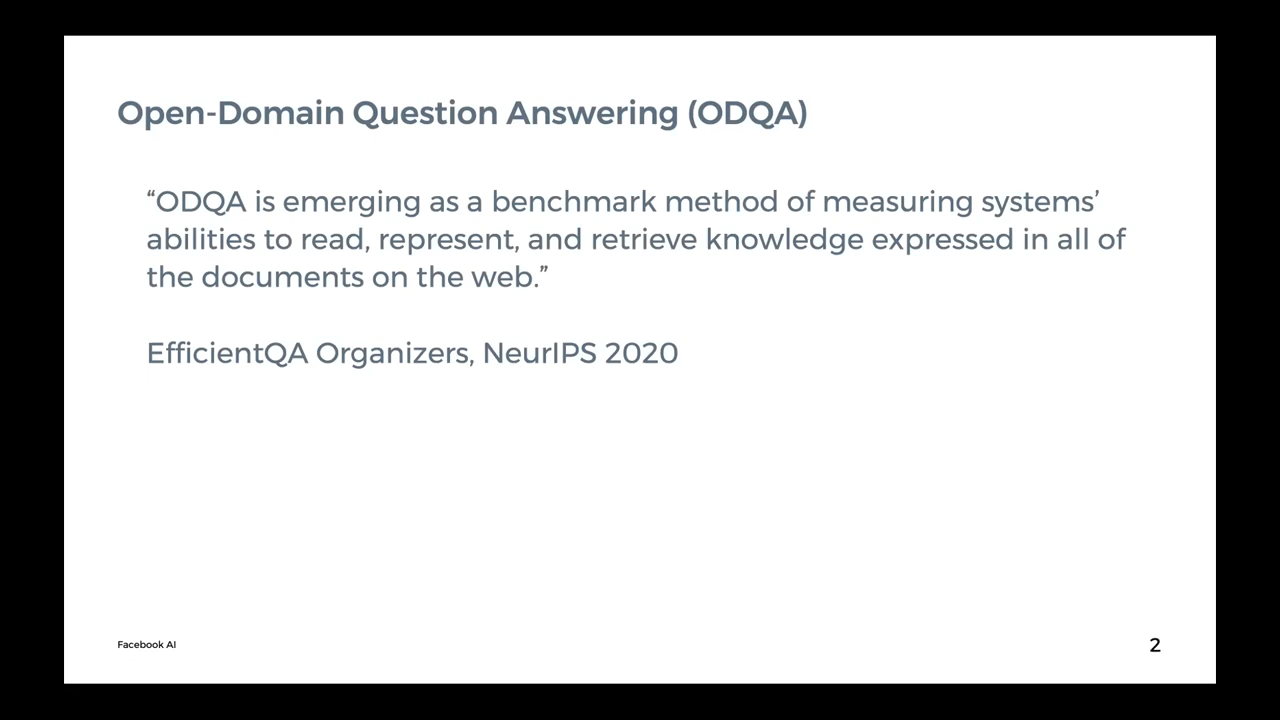 Open-Domain Question Answering (ODQA)
“ODQA is emerging as a benchmark method of measuring systems’
abilities to read, represent, and retrieve knowledge expressed in all of
the documents on the web.”
EfficientQA Organizers, NeurIPS 2020
Facebook AI
2